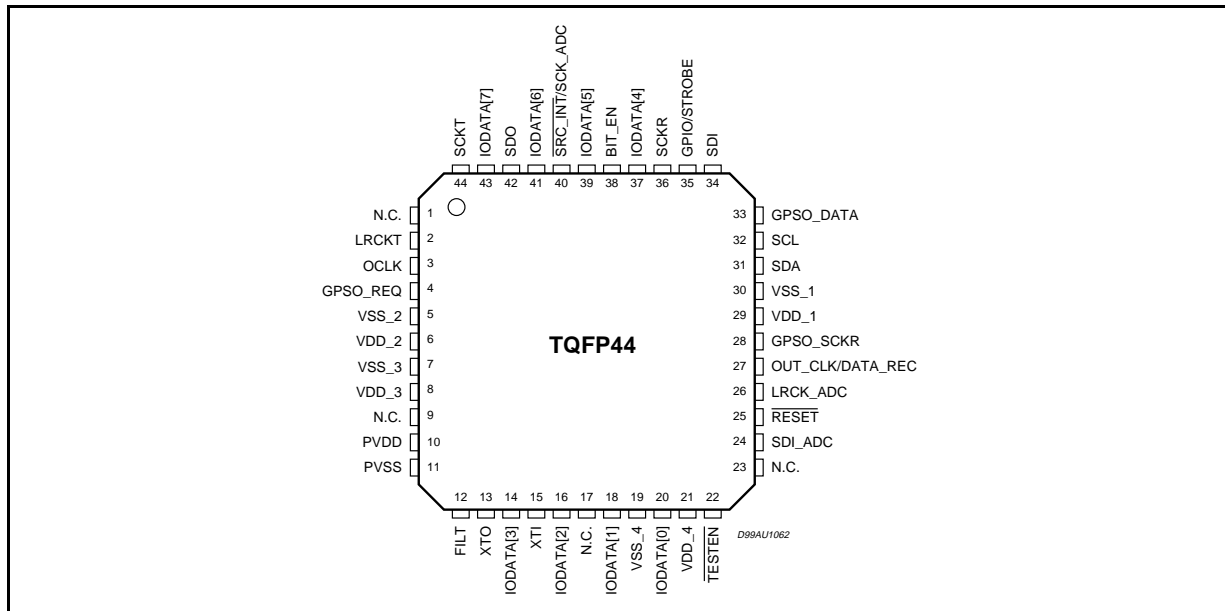 SCKT
IODATA[7]
SDO
IODATA[6]
SRC_INT/SCK_ADC
IODATA[5]
BIT_EN
IODATA[4]
SCKR
GPIO/STROBE
SDI
44 43 42 41 40 39 38 37 36 35 34
N.C. 1
LRCKT 2
OCLK 3
GPSO_REQ 4
VSS_2 5
VDD_2 6
VSS_3 7
VDD_3 8
N.C. 9
PVDD 10
PVSS 11
TQFP44
33 GPSO_DATA
32 SCL
31 SDA
30 VSS_1
29 VDD_1
28 GPSO_SCKR
27 OUT_CLK/DATA_REC
26 LRCK_ADC
25 RESET
24 SDI_ADC
23 N.C.
12 13 14 15 16 17 18 19 20 21 22
FILT
XTO
IODATA[3]
XTI
IODATA[2]
N.C.
IODATA[1]
VSS_4
IODATA[0]
VDD_4
TESTEN
D99AU1062